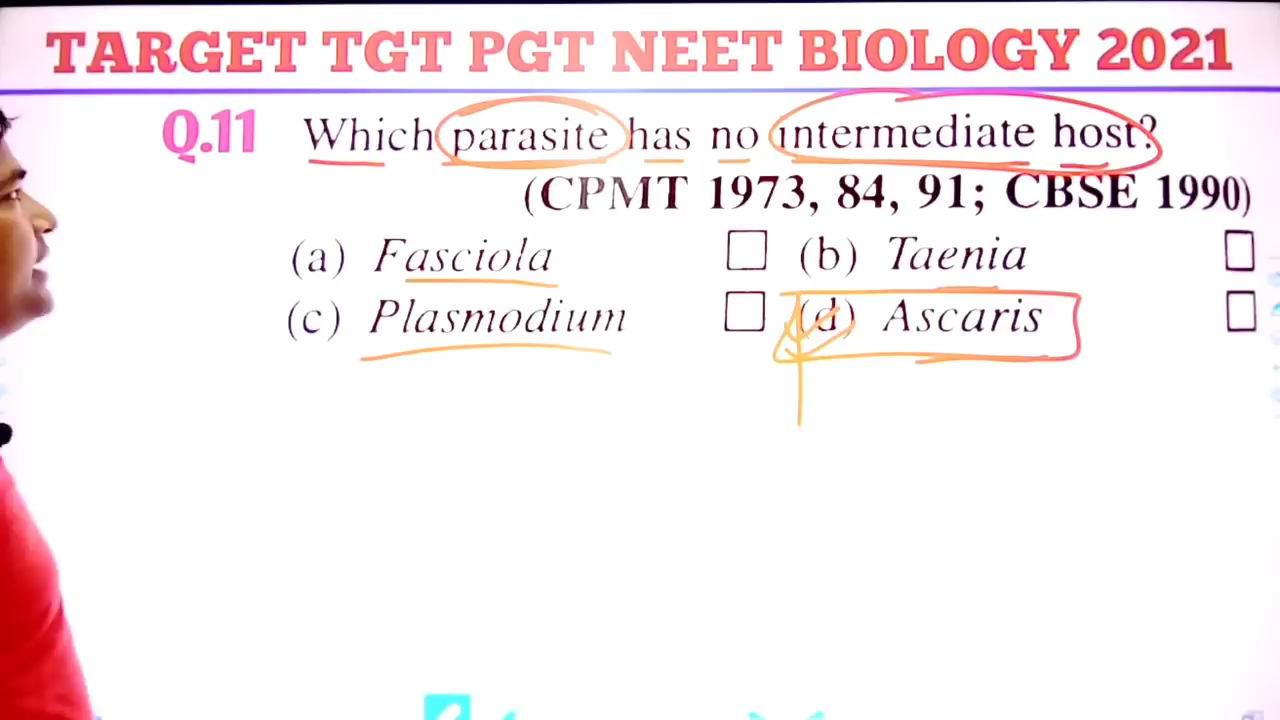 TARGET TGT PGT NEET BIOLOGY 2021
Q.11 Which parasite has no intermediate host?
(CPMT 1973, 84, 91; CBSE 1990)
(a) Fasciola (b) Taenia
(c) Plasmodium (d) Ascaris